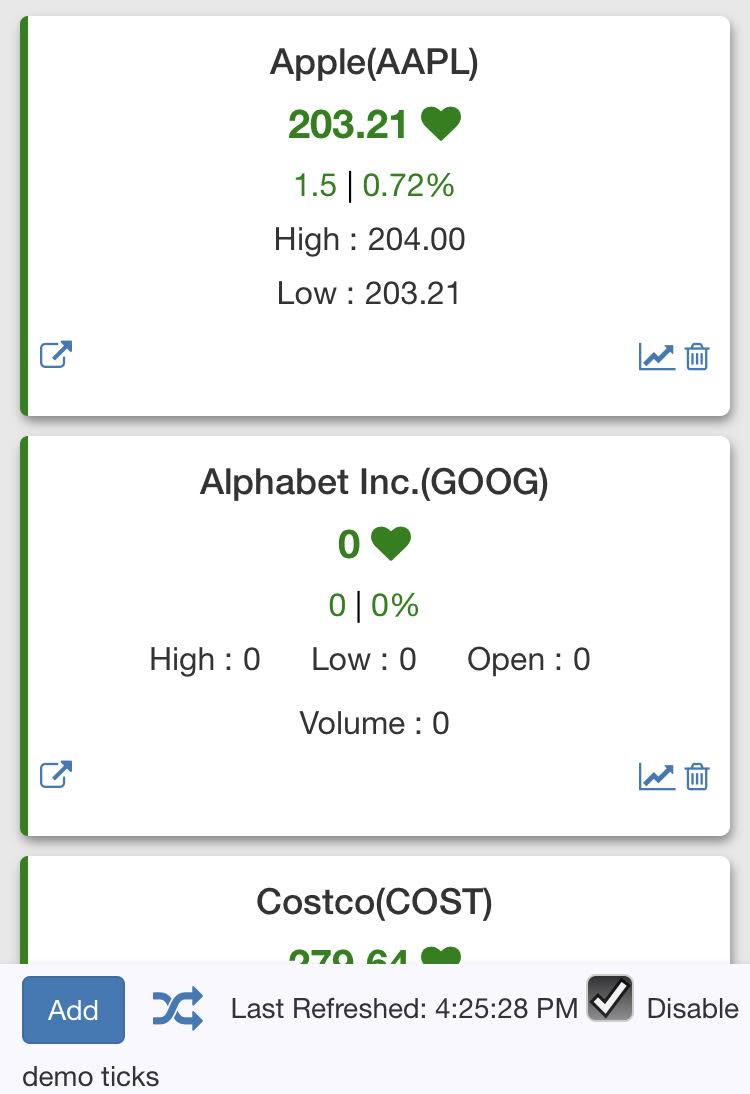 Apple(AAPL)
203.21
1.5 | 0.72%
High : 204.00
Low : 203.21
Alphabet Inc.(GOOG)
0
0 | 0%
High : 0 Low : 0 Open : 0
Volume : 0
Costco(COST)
279.64
Add Last Refreshed: 4:25:28 PM Disable
demo ticks